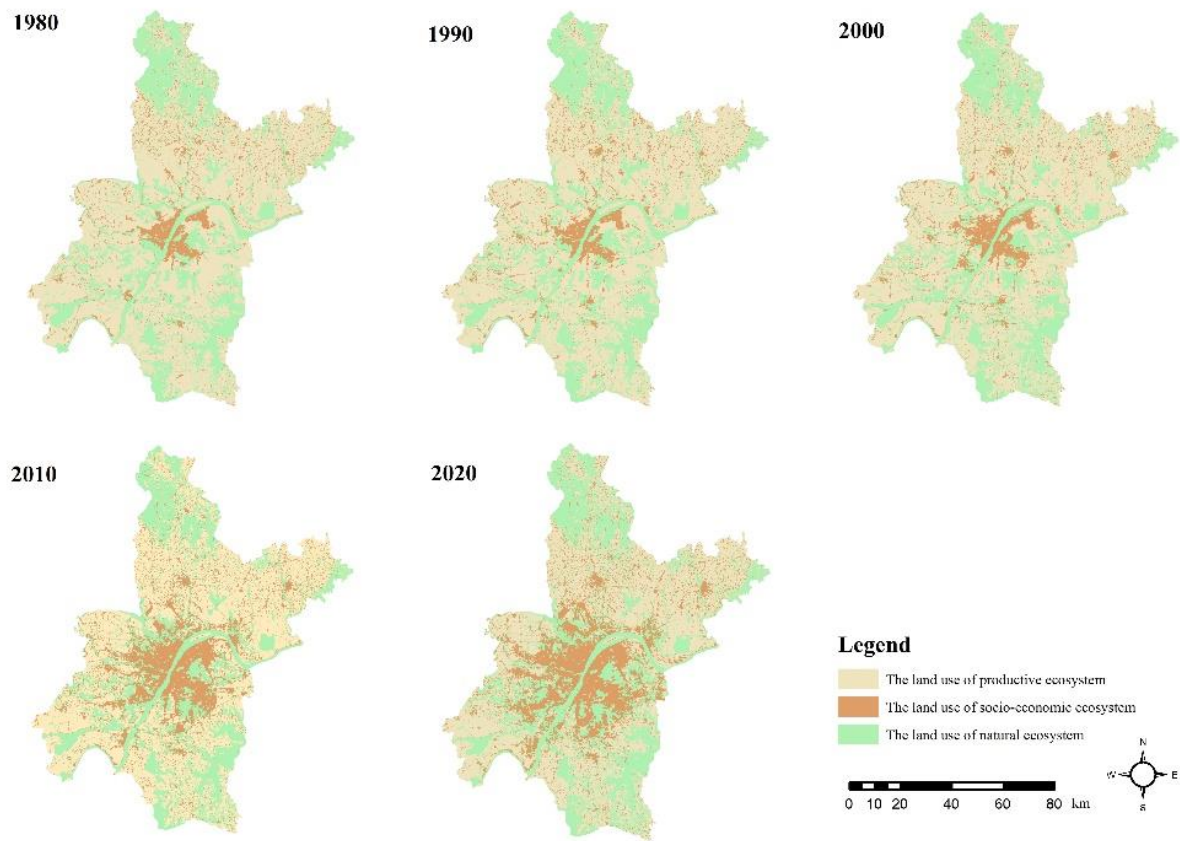 1980
1990
2000
2010
2020
Legend
The land use of productive ecosystem
The land use of socio-economic ecosystem
The land use of natural ecosystem
N
W E
S
0 10 20 40 60 80 km